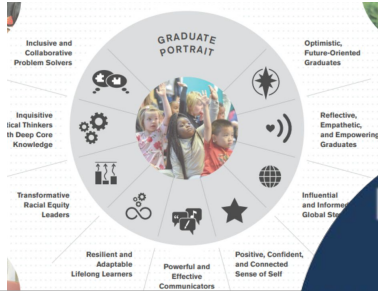 GRADUATE
PORTRAIT
Inclusive and
Collaborative
Problem Solvers
Optimistic,
Future-Oriented
Graduates
Inquisitive
Thinkers
Deep Core
Knowledge
Reflective,
Empathetic,
and Empowering
Graduates
Transformative
Racial Equity
Leaders
Influential
and Informed
Global
Resilient and
Adaptable
Lifelong Learners
Powerful and
Effective
Communicators
Positive, Confident,
and Connected
Sense of Self